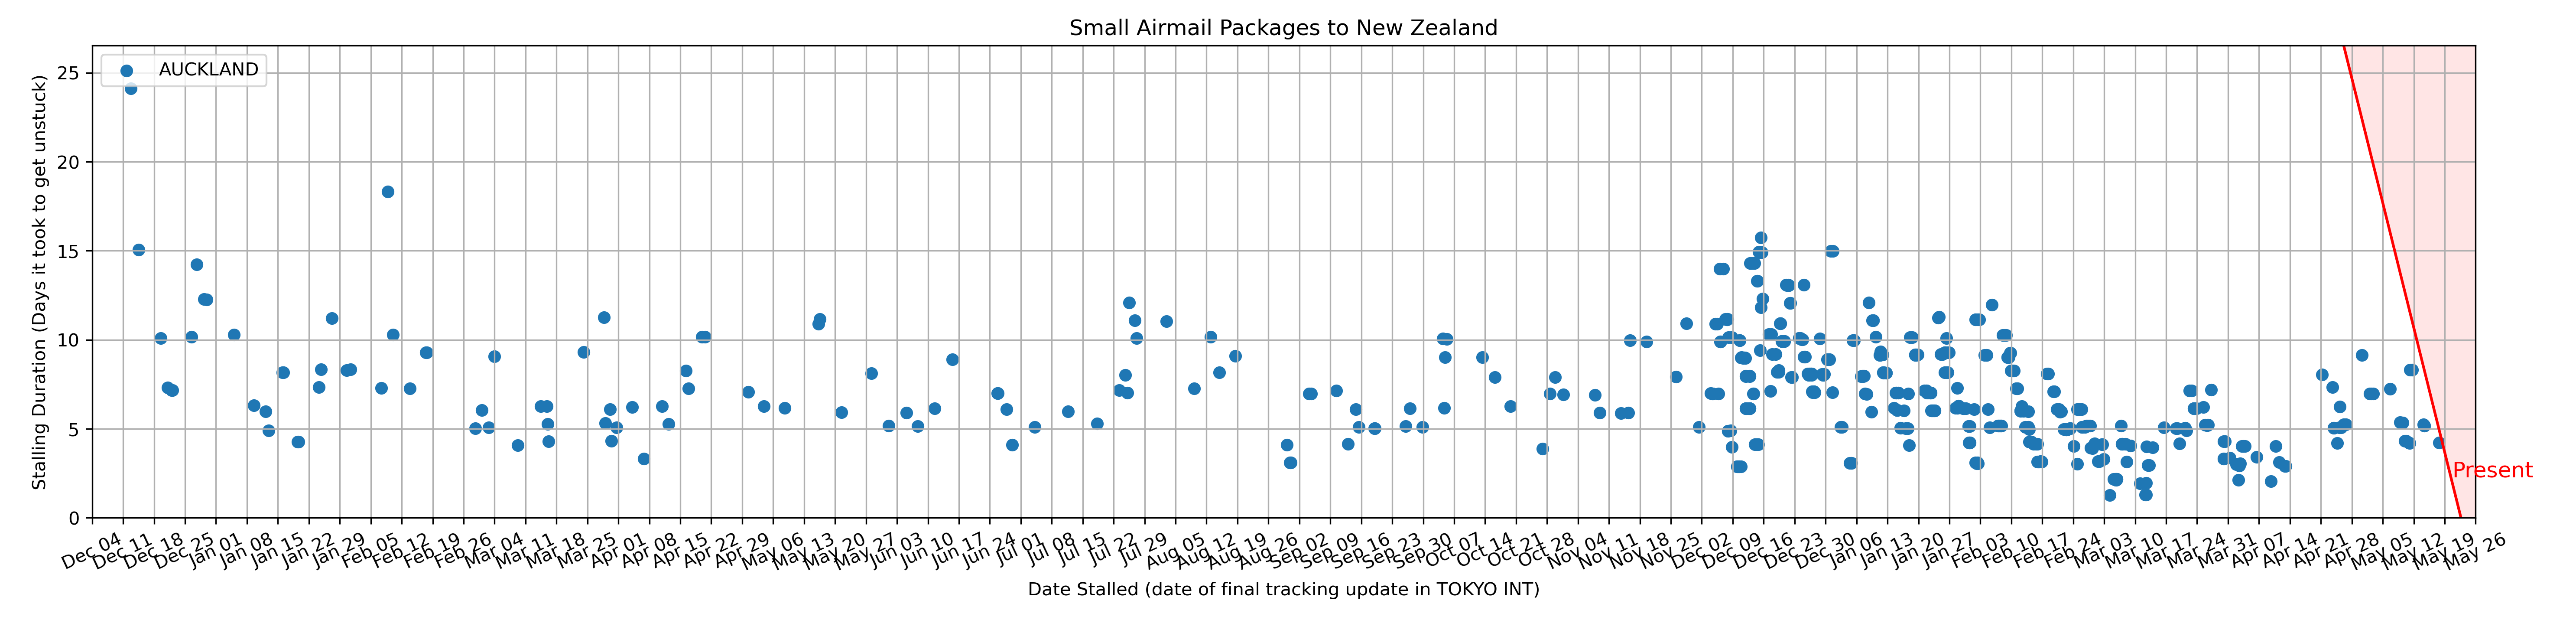 Small Airmail Packages to New Zealand
AUCKLAND
Stalling Duration (Days it took to get unstuck)
25
20
15
10
5
0
Present
Dec 04
Dec 11
Dec 18
Dec 25
Jan 01
Jan 08
Jan 15
Jan 22
Jan 29
Feb 05
Feb 12
Feb 19
Feb 26
Mar 04
Mar 11
Mar 18
Mar 25
Apr 01
Apr 08
Apr 15
Apr 22
Apr 29
May 06
May 13
May 20
May 27
Jun 03
Jun 10
Jun 17
Jun 24
Jul 01
Jul 08
Jul 15
Jul 22
Jul 29
Aug 05
Aug 12
Aug 19
Aug 26
Sep 02
Sep 09
Sep 16
Sep 23
Sep 30
Oct 07
Oct 14
Oct 21
Oct 28
Nov 04
Nov 11
Nov 18
Nov 25
Dec 02
Dec 09
Dec 16
Dec 23
Dec 30
Jan 06
Jan 13
Jan 20
Jan 27
Feb 03
Feb 10
Feb 17
Feb 24
Mar 03
Mar 10
Mar 17
Mar 24
Mar 31
Apr 07
Apr 14
Apr 21
Apr 28
May 05
May 12
May 19
May 26
Date Stalled (date of final tracking update in TOKYO INT)